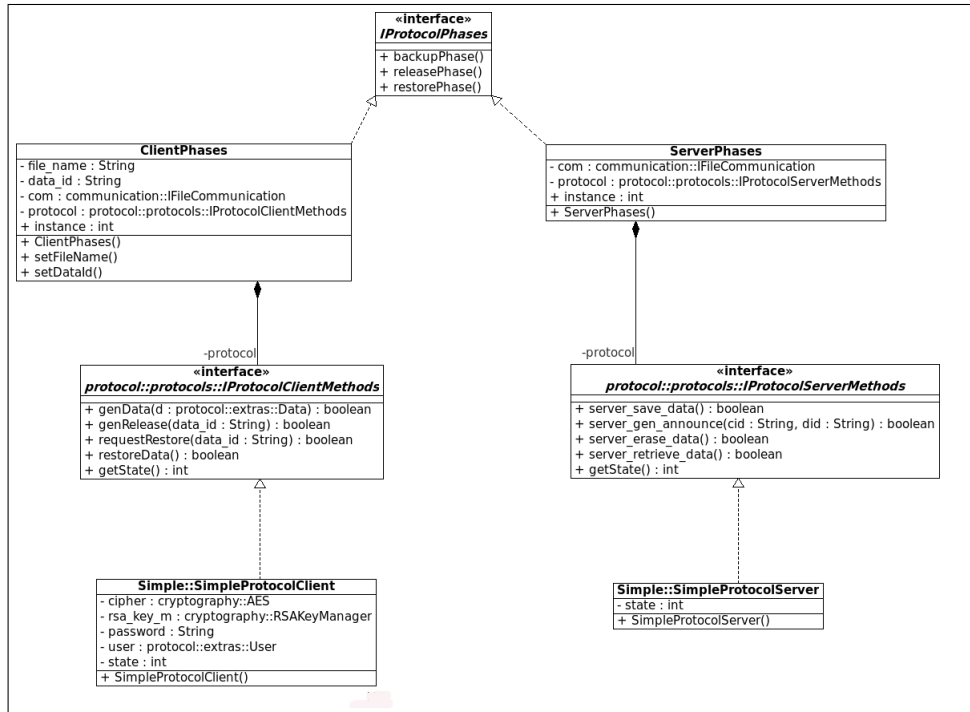 «interface»
IProtocolPhases
+ backupPhase()
+ releasePhase()
+ restorePhase()
ClientPhases
- file_name : String
- data_id : String
- com : communication::IFileCommunication
- protocol : protocol::protocols::IProtocolClientMethods
+ instance : int
+ ClientPhases()
+ setFileName()
+ setDataId()
ServerPhases
- com : communication::IFileCommunication
- protocol : protocol::protocols::IProtocolServerMethods
+ instance : int
+ ServerPhases()
-protocol
«interface»
protocol::protocols::IProtocolClientMethods
+ genData(d : protocol::extras::Data) : boolean
+ genRelease(data_id : String) : boolean
+ requestRestore(data_id : String) : boolean
+ restoreData() : boolean
+ getState() : int
-protocol
«interface»
protocol::protocols::IProtocolServerMethods
+ server_save_data() : boolean
+ server_gen_announce(cid : String, did : String) : boolean
+ server_erase_data() : boolean
+ server_retrieve_data() : boolean
+ getState() : int
Simple::SimpleProtocolClient
- cipher : cryptography::AES
- rsa_key_m : cryptography::RSAKeyManager
- password : String
- user : protocol::extras::User
- state : int
+ SimpleProtocolClient()
Simple::SimpleProtocolServer
- state : int
+ SimpleProtocolServer()